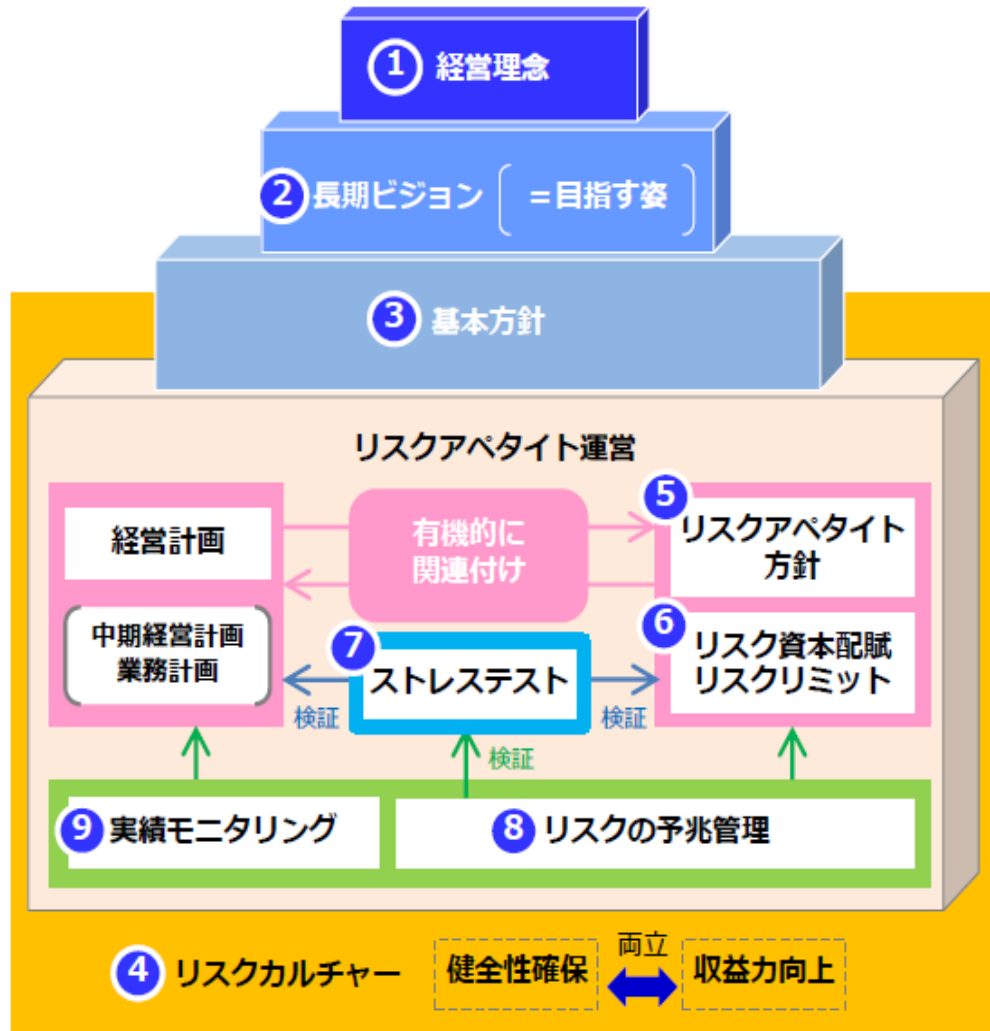 1 経営理念
2 長期ビジョン (=目指す姿)
3 基本方針
リスクアペタイト運営
経営計画
中期経営計画
業務計画
有機的に
関連付け
5
リスクアペタイト
方針
6
リスク資本配賦
リスクリミット
7
ストレステスト
検証
検証
検証
9 実績モニタリング
8 リスクの予兆管理
4 リスクカルチャー
健全性確保
両立
収益力向上